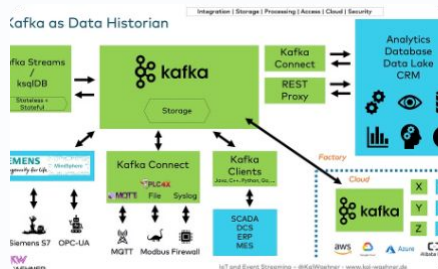 Integration | Storage | Processing | Access | Cloud | Security
Kafka as Data Historian
Kafka Streams
/
ksqlDB
Stateless +
Stateful
kafka
Storage
Kafka
Connect
REST
Proxy
Analytics
Database
Data Lake
CRM
SIEMENS
MindSphere
Kafka Connect
PLC4X
MQTT File Syslog
Kafka
Clients
Java, C++, Python, Go, ...
Factory
Cloud
kafka
X
Y
Z
Siemens S7 OPC-UA
MQTT Modbus Firewall
SCADA
DCS
ERP
MES
aws
Google Cloud
Azure
IoT and Event Streaming - @KaiWaehner - www.kai-waehner.de